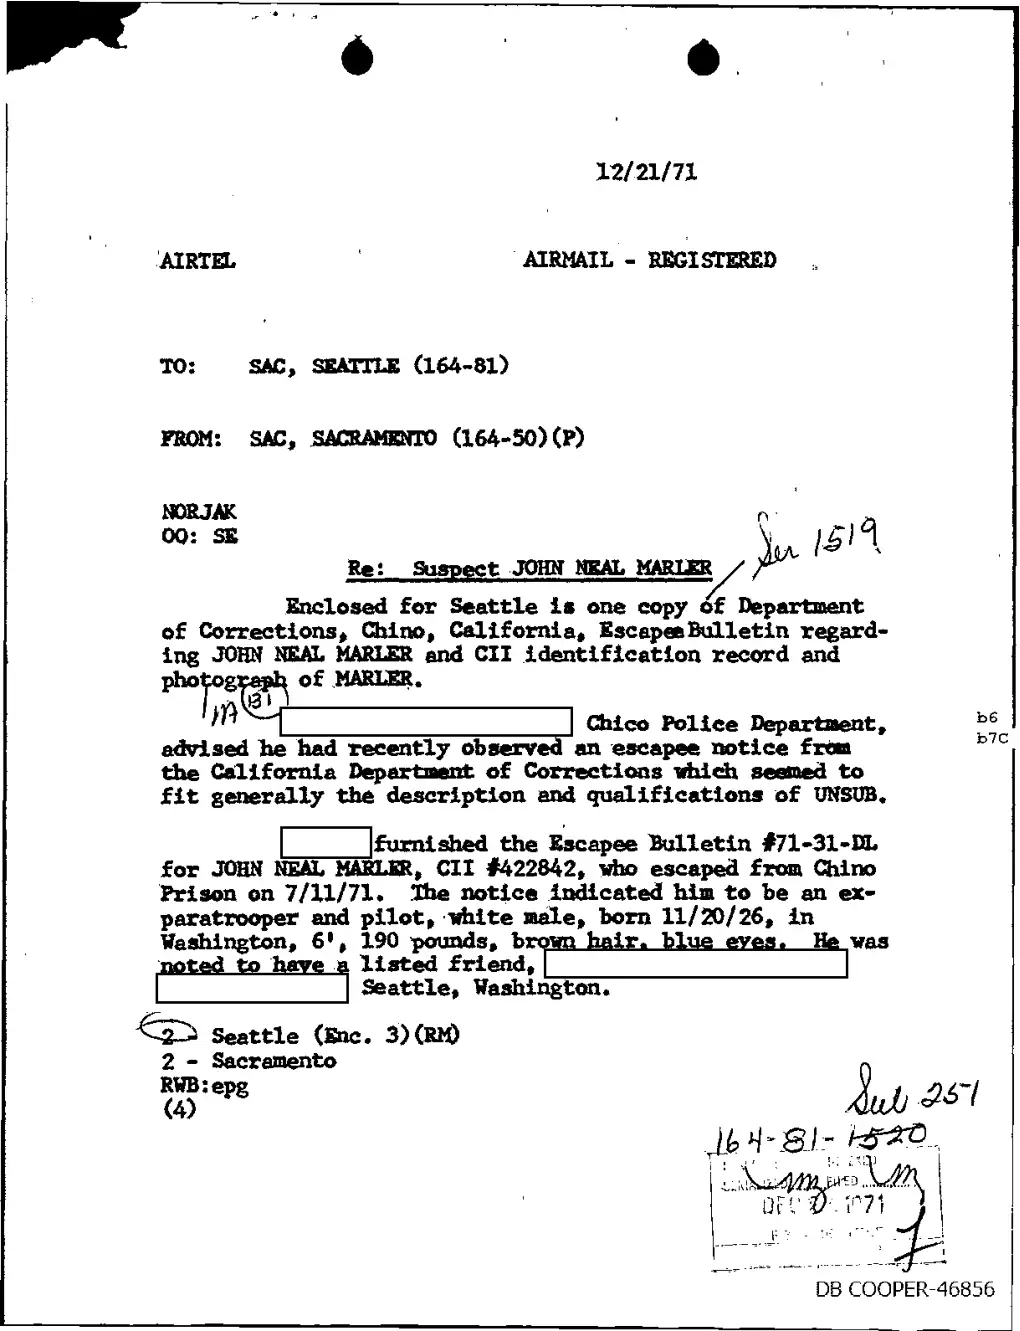 12/21/71
AIRTEL AIRMAIL - REGISTERED
TO: SAC, SEATTLE (164-81)
FROM: SAC, SACRAMENTO (164-50)(P)
NORJAK
OO: SE
Ser 1519
Re: Suspect JOHN NEAL MARLER
Enclosed for Seattle is one copy of Department
of Corrections, Chino, California, Escapee Bulletin regard-
ing JOHN NEAL MARLER and CII identification record and
photograph of MARLER.
131
Chico Police Department,
b6
b7C
advised he had recently observed an escapee notice from
the California Department of Corrections which seemed to
fit generally the description and qualifications of UNSUB.
furnished the Escapee Bulletin #71-31-DL
for JOHN NEAL MARLER, CII #422842, who escaped from Chino
Prison on 7/11/71. The notice indicated him to be an ex-
paratrooper and pilot, white male, born 11/20/26, in
Washington, 6', 190 pounds, brown hair, blue eyes. He was
noted to have a listed friend,
Seattle, Washington.
2 - Seattle (Enc. 3)(RM)
2 - Sacramento
RWB:epg
(4)
Sub 251
164-81-1520
DB COOPER-46856